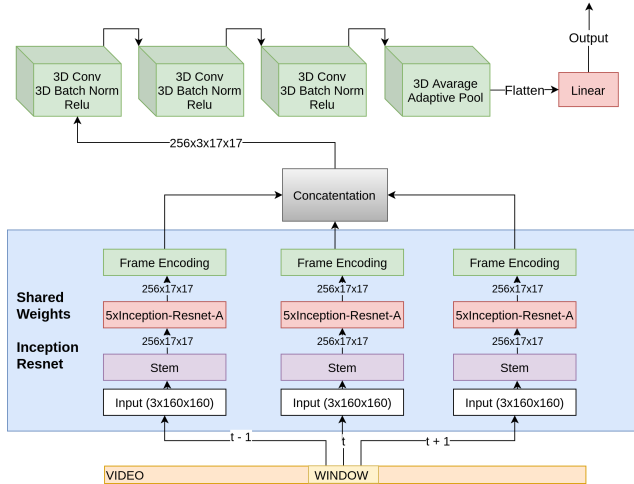 Output
3D Conv
3D Batch Norm
Relu
3D Conv
3D Batch Norm
Relu
3D Conv
3D Batch Norm
Relu
3D Avarage
Adaptive Pool
Flatten
Linear
256x3x17x17
Concatentation
Shared
Weights
Inception
Resnet
Frame Encoding
Frame Encoding
Frame Encoding
256x17x17
256x17x17
256x17x17
5xInception-Resnet-A
5xInception-Resnet-A
5xInception-Resnet-A
256x17x17
256x17x17
256x17x17
Stem
Stem
Stem
Input (3x160x160)
Input (3x160x160)
Input (3x160x160)
t - 1
t
t + 1
VIDEO
WINDOW